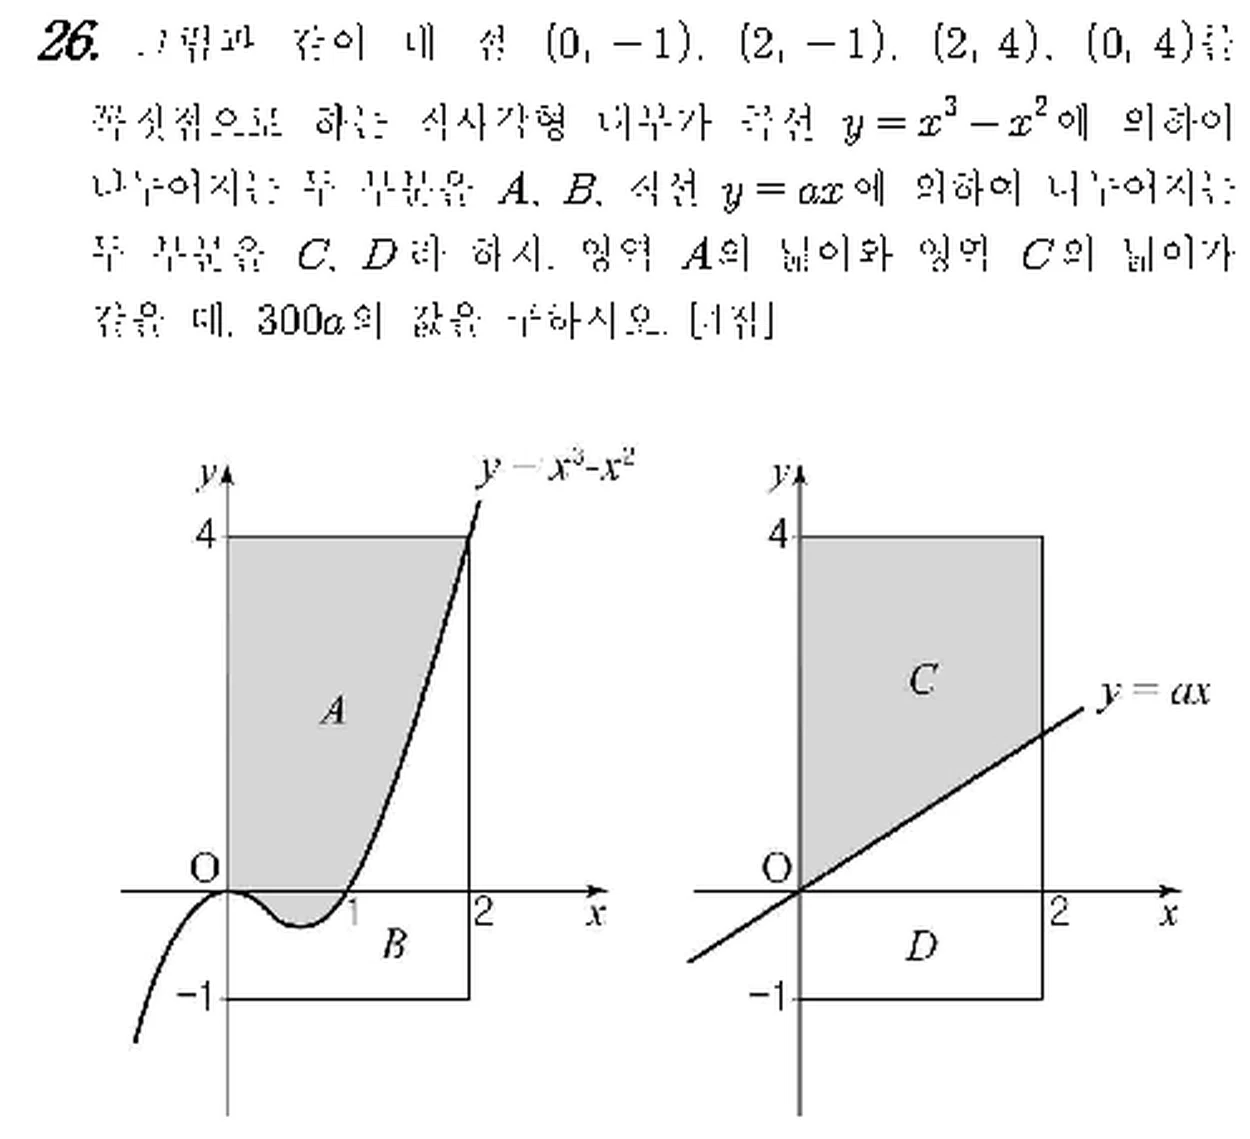 26. 그림과 같이 네 점 (0, −1), (2, −1), (2, 4), (0, 4)를
꼭짓점으로 하는 직사각형 내부가 곡선 y = x³ − x²에 의하여
나누어지는 두 부분을 A, B, 직선 y = ax에 의하여 나누어지는
두 부분을 C, D라 하자. 영역 A의 넓이와 영역 C의 넓이가
같을 때, 300a의 값을 구하시오. [4점]
y = x³-x²
y
4
A
O
1
2
x
B
−1
y
4
C
y = ax
O
2
x
D
−1